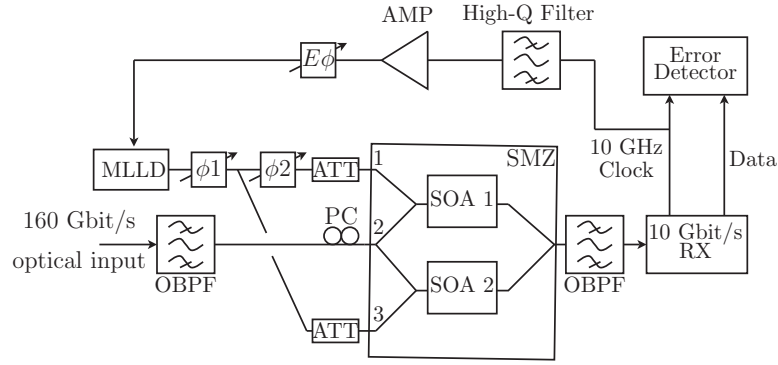 AMP
High-Q Filter
Eϕ
Error
Detector
MLLD
ϕ1
ϕ2
ATT
1
SMZ
10 GHz
Clock
Data
160 Gbit/s
optical input
OBPF
PC
2
SOA 1
SOA 2
OBPF
10 Gbit/s
RX
ATT
3